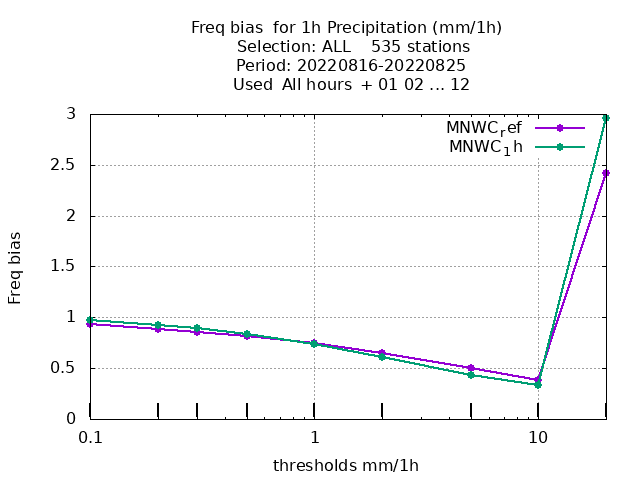 Freq bias  for 1h Precipitation (mm/1h)
Selection: ALL    535 stations
Period: 20220816-20220825
Used  All hours  + 01 02 ... 12
MNWCref
MNWC1h
3
2.5
2
1.5
1
0.5
0
Freq bias
0.1 1 10
thresholds mm/1h